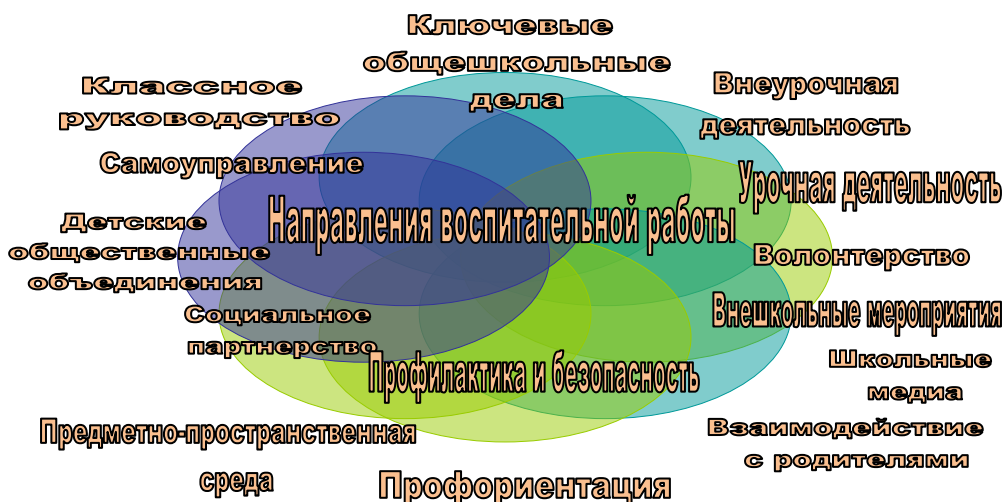 Ключевые
общешкольные
дела
Классное
руководство
Внеурочная
деятельность
Самоуправление
Урочная деятельность
Направления воспитательной работы
Детские
общественные
объединения
Волонтерство
Социальное
партнерство
Внешкольные мероприятия
Профилактика и безопасность
Школьные
медиа
Предметно-пространственная
среда
Взаимодействие
с родителями
Профориентация